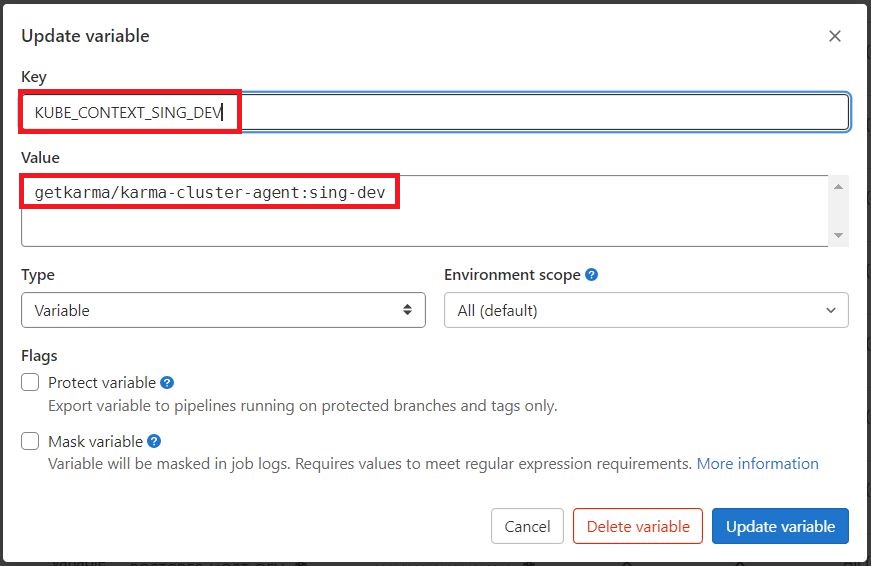 Update variable
Key
KUBE_CONTEXT_SING_DEV
Value
getkarma/karma-cluster-agent:sing-dev
Type
Environment scope
Variable
All (default)
Flags
Protect variable
Export variable to pipelines running on protected branches and tags only.
Mask variable
Variable will be masked in job logs. Requires values to meet regular expression requirements. More information
Cancel
Delete variable
Update variable